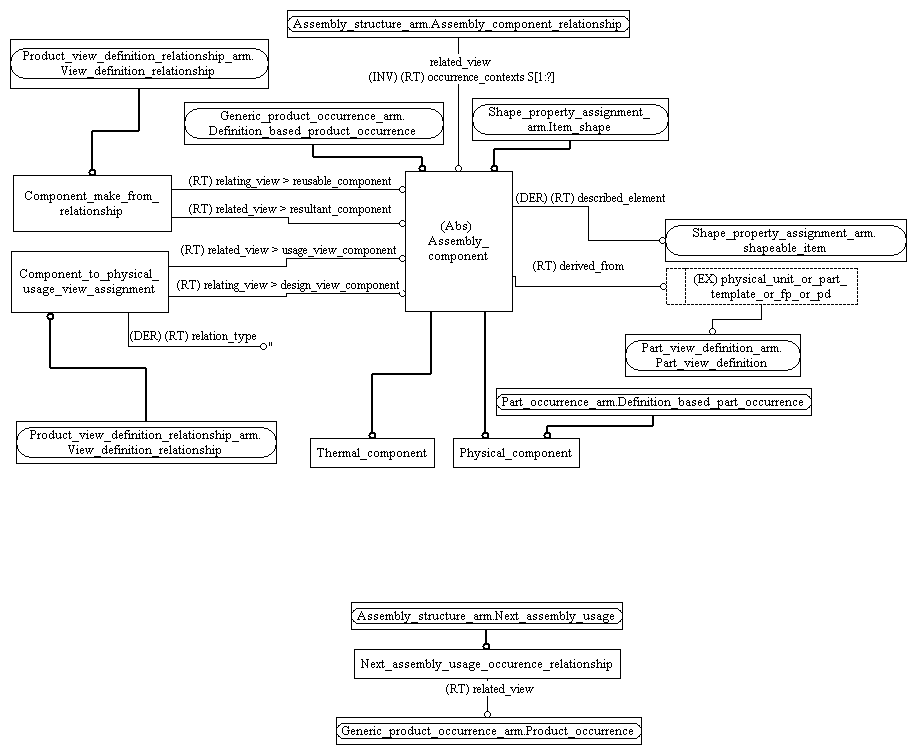 Assembly_structure_arm.Assembly_component_relationship
Product_view_definition_relationship_arm.
View_definition_relationship
related_view
(INV) (RT) occurrence_contexts S[1:?]
Generic_product_occurrence_arm.
Definition_based_product_occurrence
Shape_property_assignment_
arm.Item_shape
Component_make_from_
relationship
(RT) relating_view > reusable_component
(RT) related_view > resultant_component
(Abs)
Assembly_
component
(DER) (RT) described_element
Shape_property_assignment_arm.
shapeable_item
Component_to_physical_
usage_view_assignment
(RT) related_view > usage_view_component
(RT) relating_view > design_view_component
(RT) derived_from
(EX) physical_unit_or_part_
template_or_fp_or_pd
(DER) (RT) relation_type
"
Part_view_definition_arm.
Part_view_definition
Part_occurrence_arm.Definition_based_part_occurrence
Product_view_definition_relationship_arm.
View_definition_relationship
Thermal_component
Physical_component
Assembly_structure_arm.Next_assembly_usage
Next_assembly_usage_occurence_relationship
(RT) related_view
Generic_product_occurrence_arm.Product_occurrence